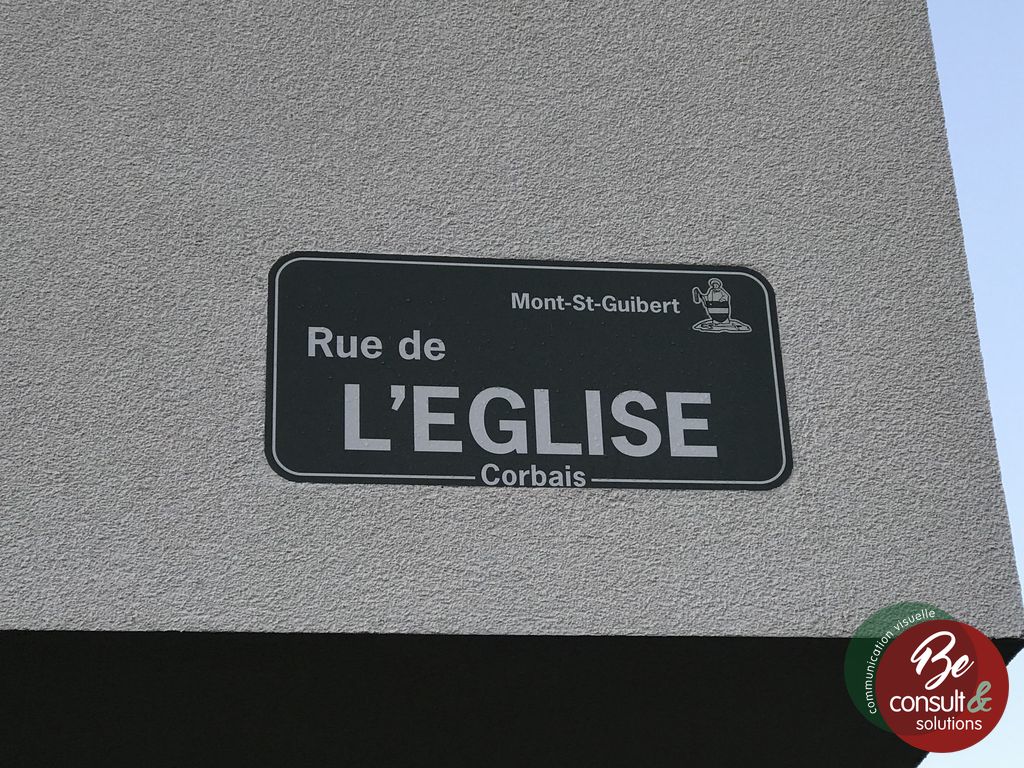 Mont-St-Guibert
Rue de
L'EGLISE
Corbais
communication visuelle
Be
consult&
solutions